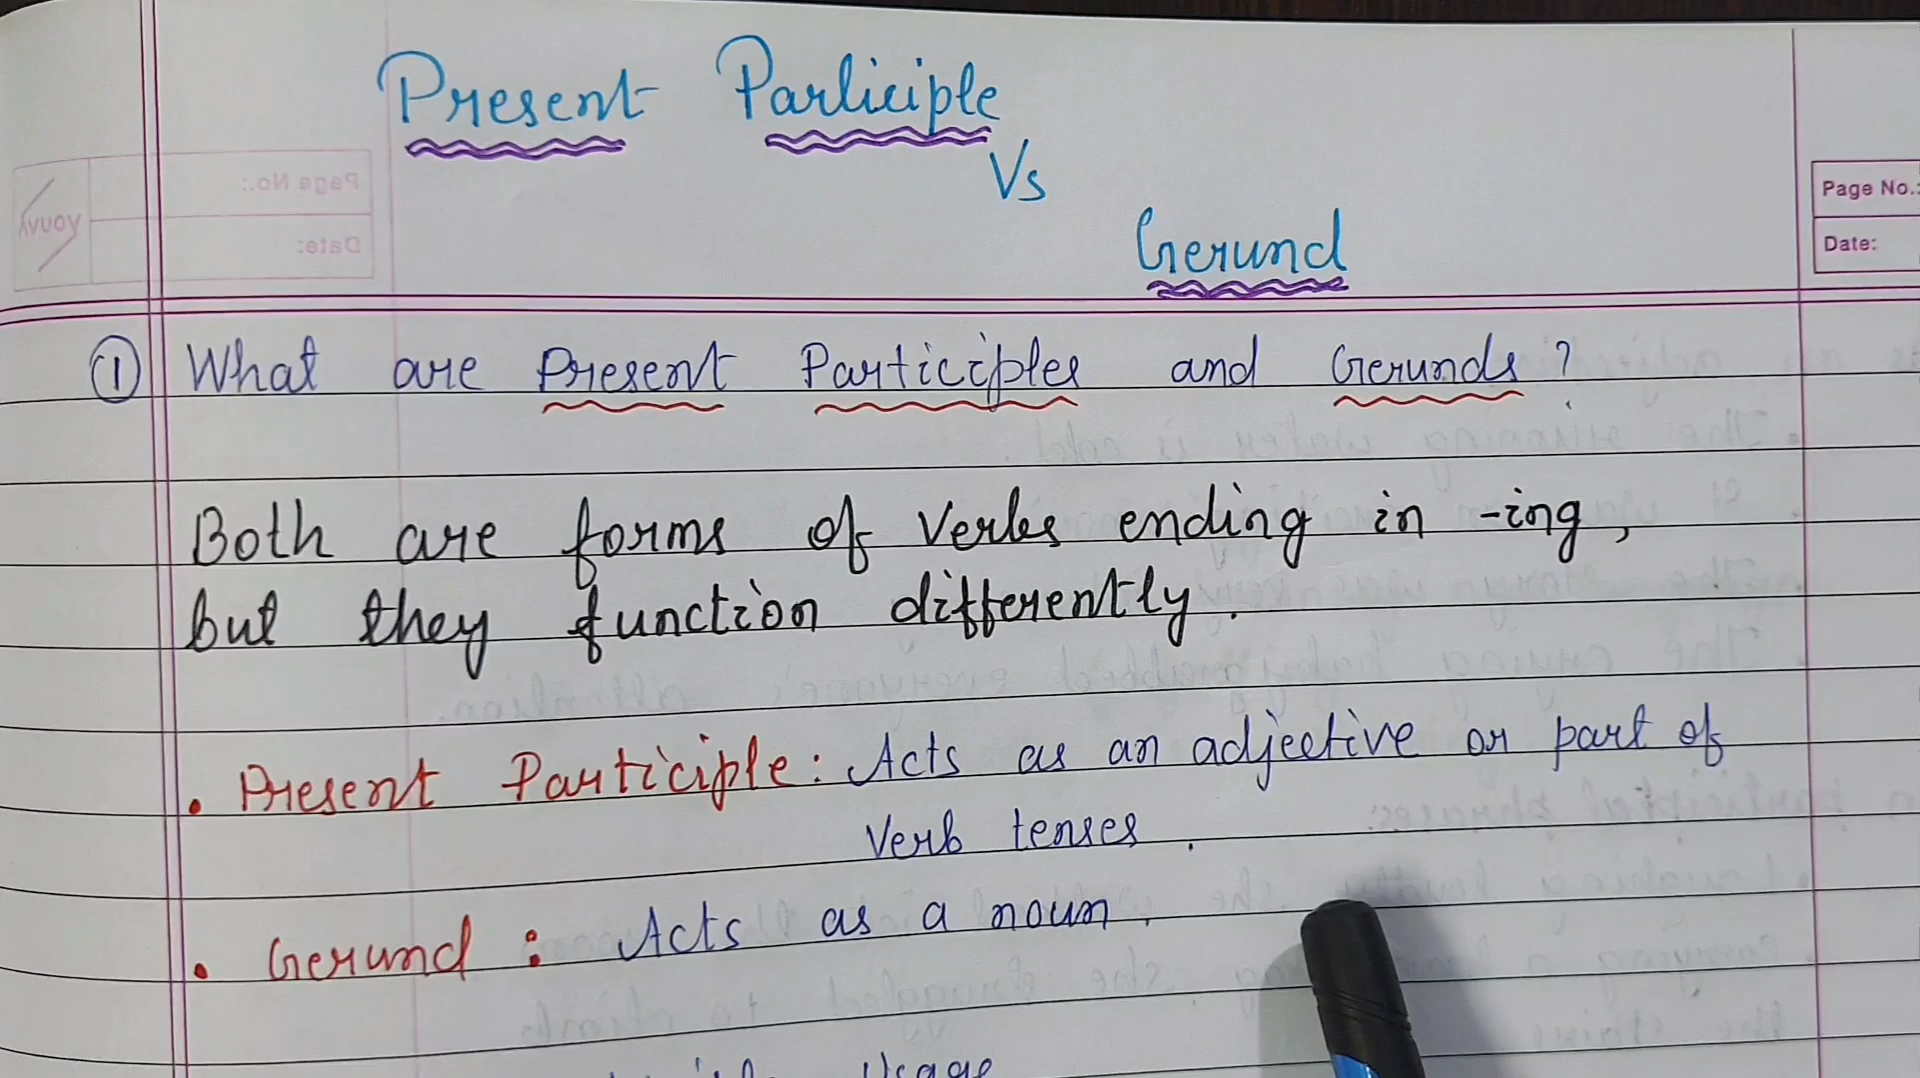 Present Participle
Vs
Gerund
Page No.:
Date:
① What are Present Participles and Gerunds?
Both are forms of Verbs ending in -ing,
but they function differently.
• Present Participle: Acts as an adjective or part of
Verb tenses.
• Gerund: Acts as a noun.
Usage